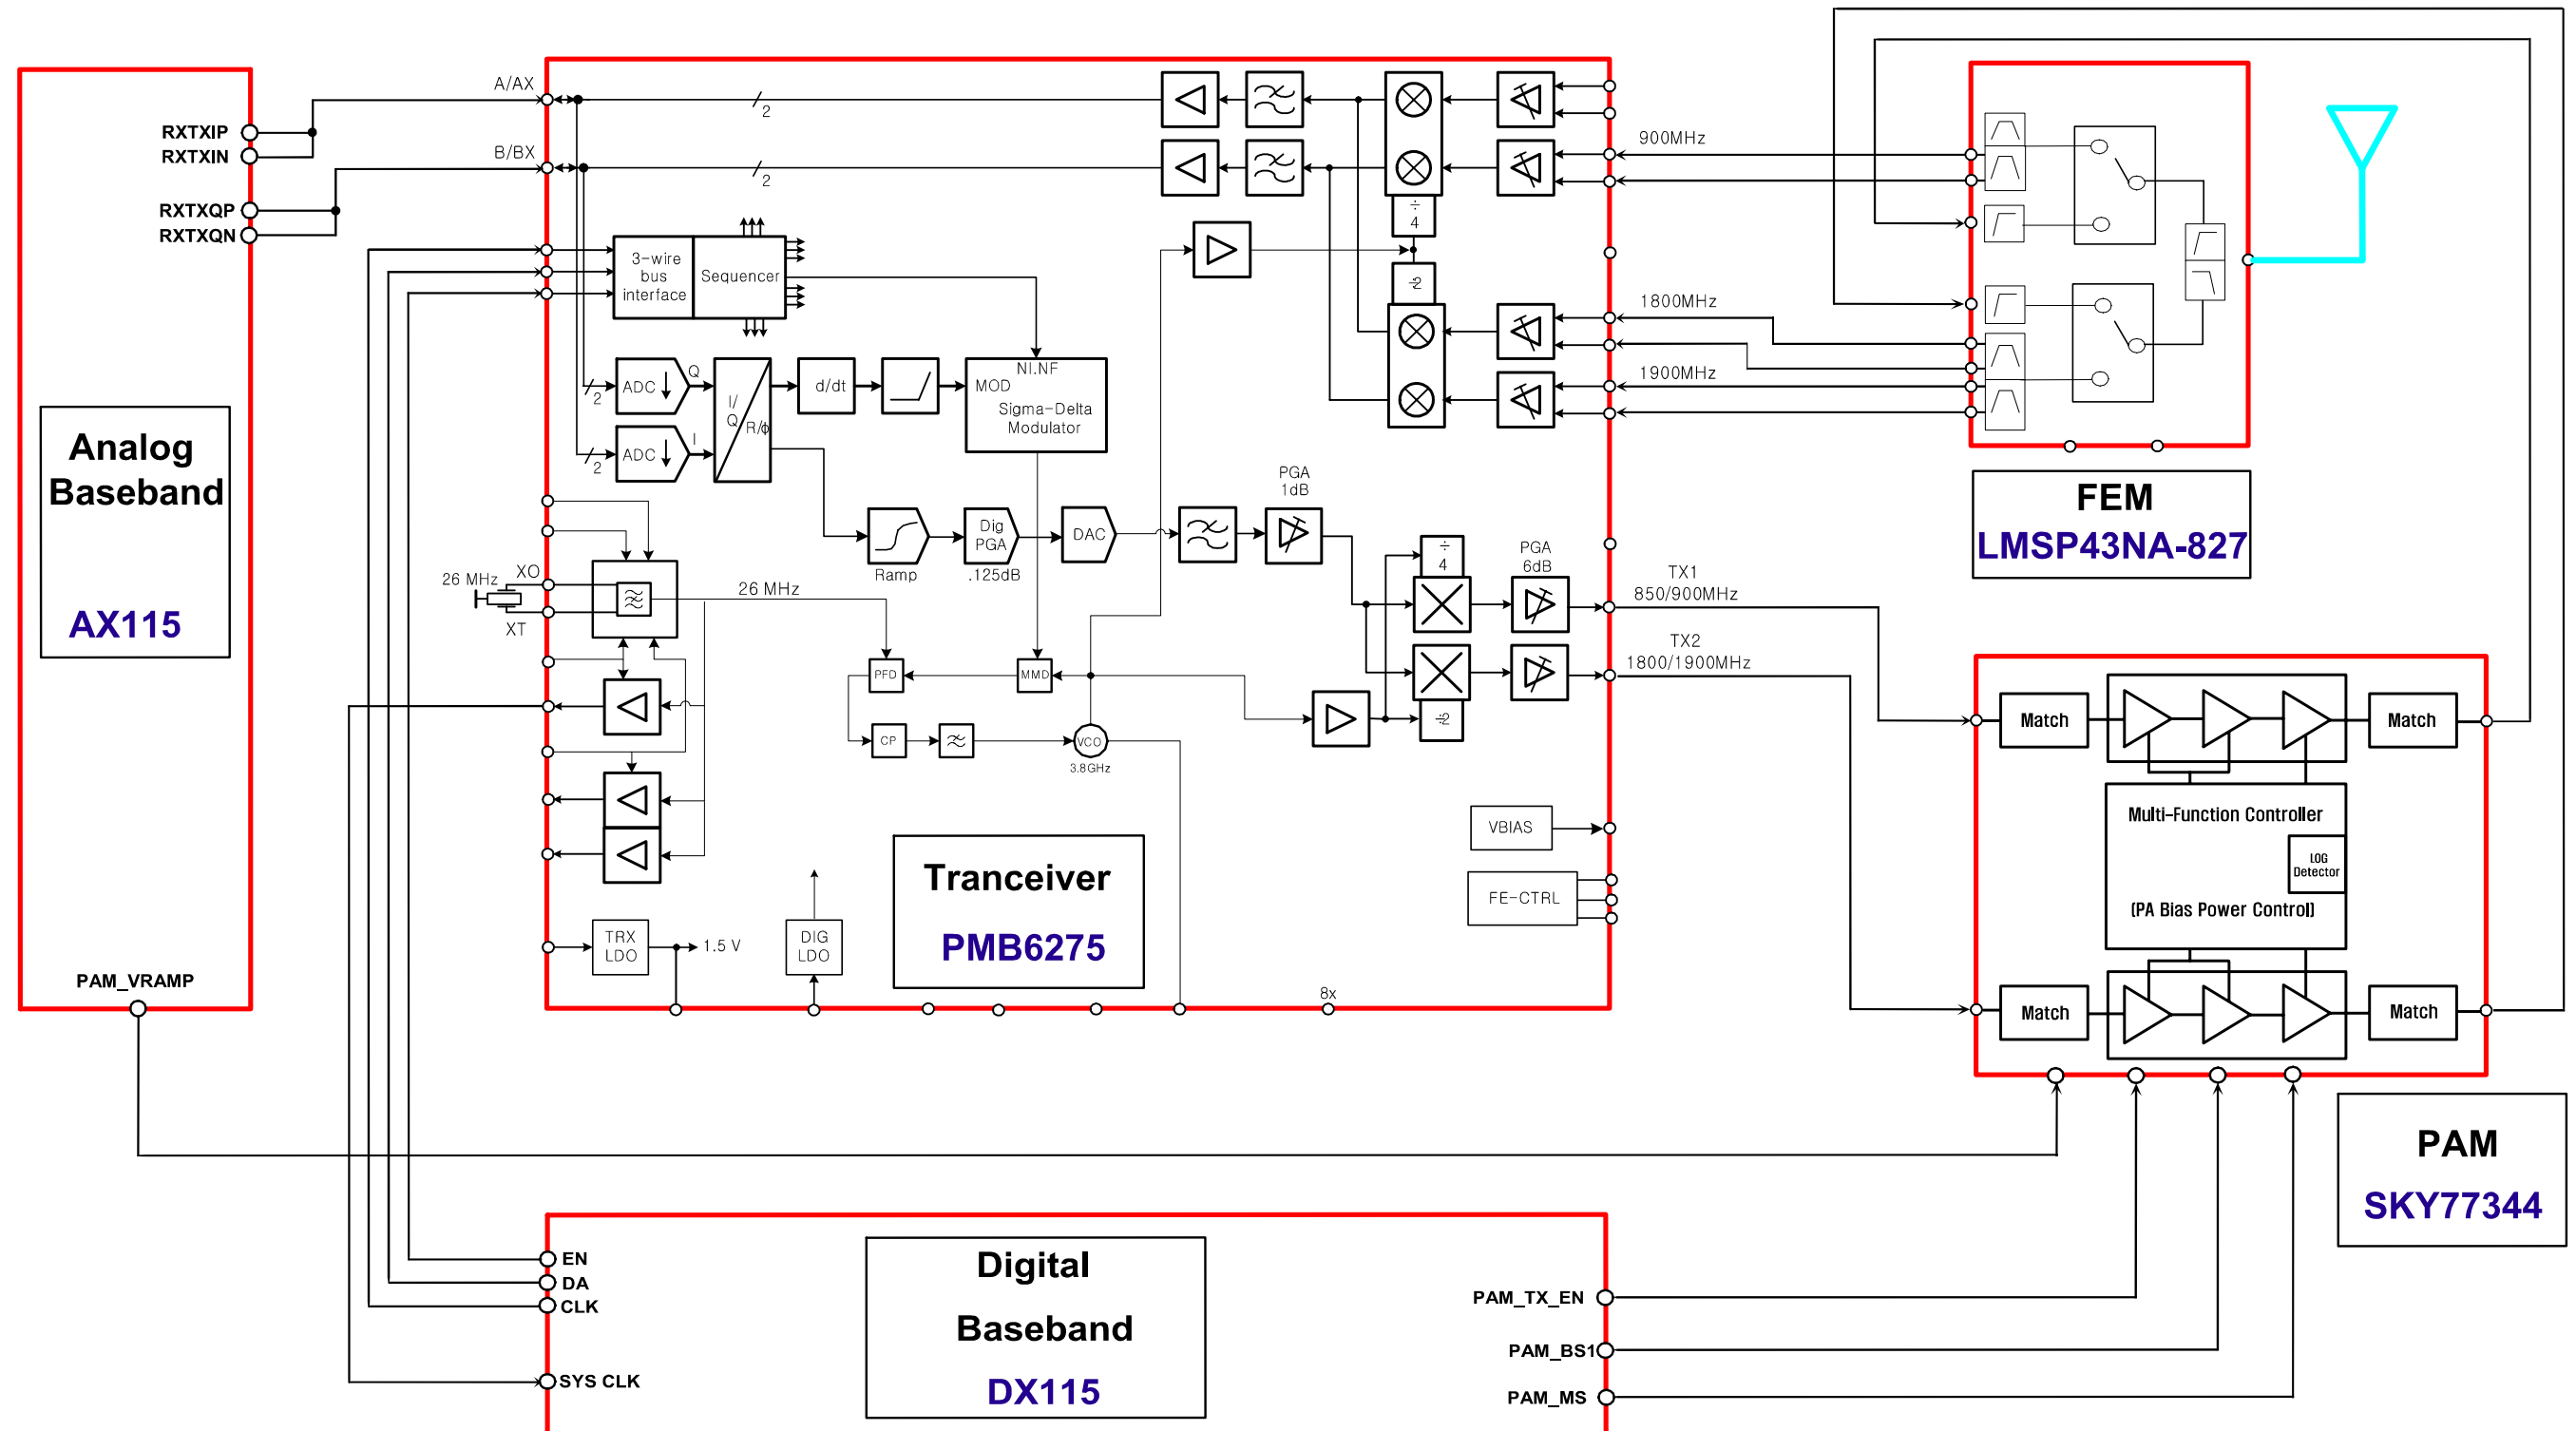 RXTXIP
RXTXIN
RXTXQP
RXTXQN
Analog
Baseband
AX115
PAM_VRAMP
A/AX
B/BX
2
2
3-wire
bus
interface
Sequencer
÷
4
÷2
900MHz
1800MHz
1900MHz
ADC
Q
2
ADC
I
2
I/
Q
R/ϕ
d/dt
NI.NF
MOD
Sigma-Delta
Modulator
Ramp
Dig
PGA
.125dB
DAC
PGA
1dB
÷
4
÷2
PGA
6dB
TX1
850/900MHz
TX2
1800/1900MHz
26 MHz
XO
XT
26 MHz
PFD
MMD
CP
VCO
3.8GHz
VBIAS
FE-CTRL
TRX
LDO
1.5 V
DIG
LDO
8x
Tranceiver
PMB6275
FEM
LMSP43NA-827
Match
Match
Multi-Function Controller
LOG
Detector
(PA Bias Power Control)
Match
Match
PAM
SKY77344
EN
DA
CLK
SYS CLK
Digital
Baseband
DX115
PAM_TX_EN
PAM_BS1
PAM_MS